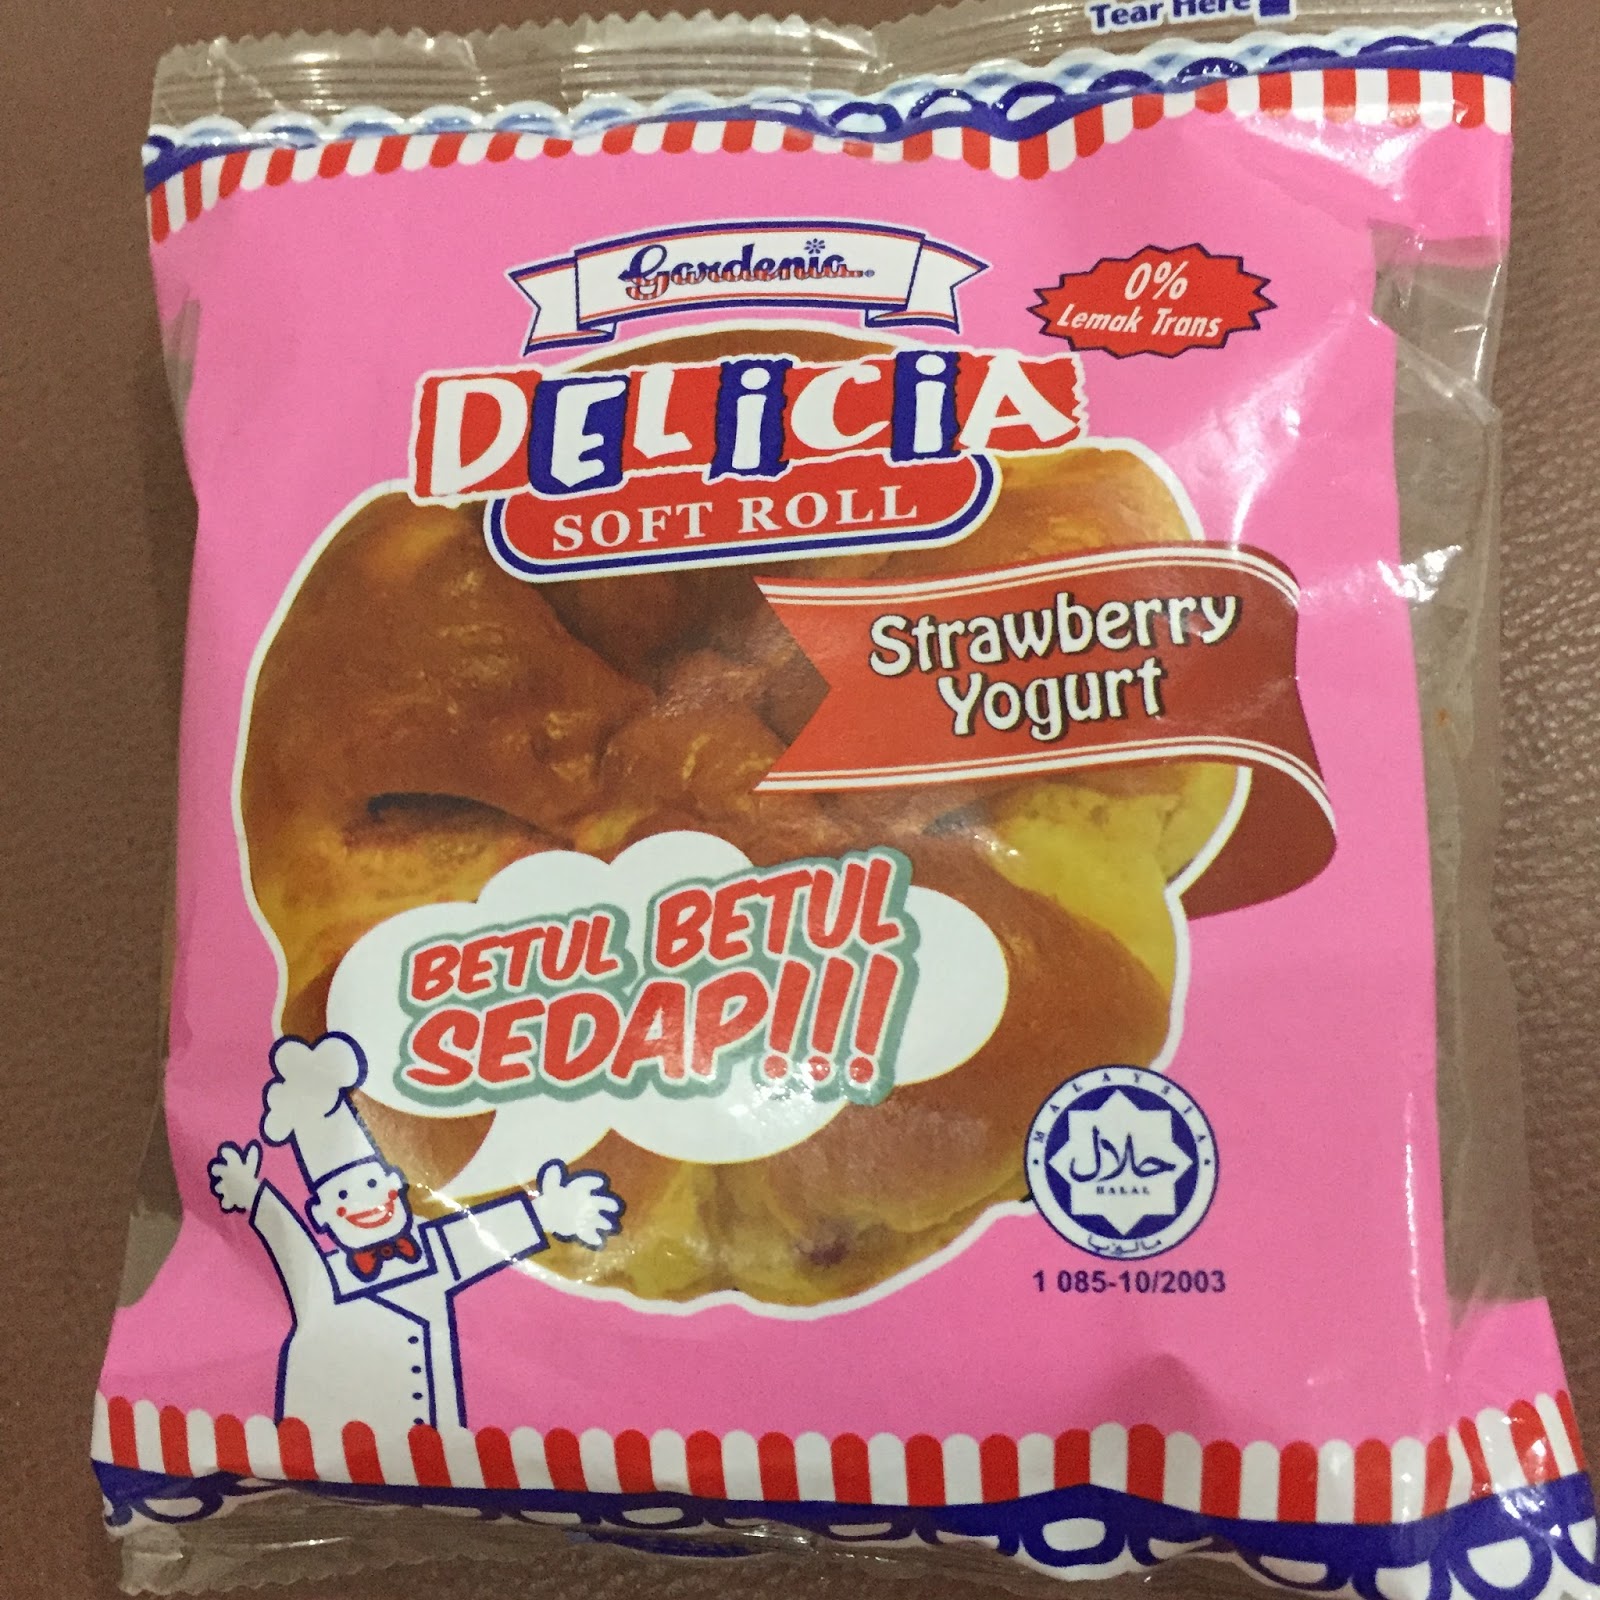 Tear Here
Gardenia
0%
Lemak Trans
DELiCiA
SOFT ROLL
Strawberry
Yogurt
BETUL BETUL
SEDAP!!!
MALAYSIA
حلال
HALAL
مليسيا
1 085-10/2003